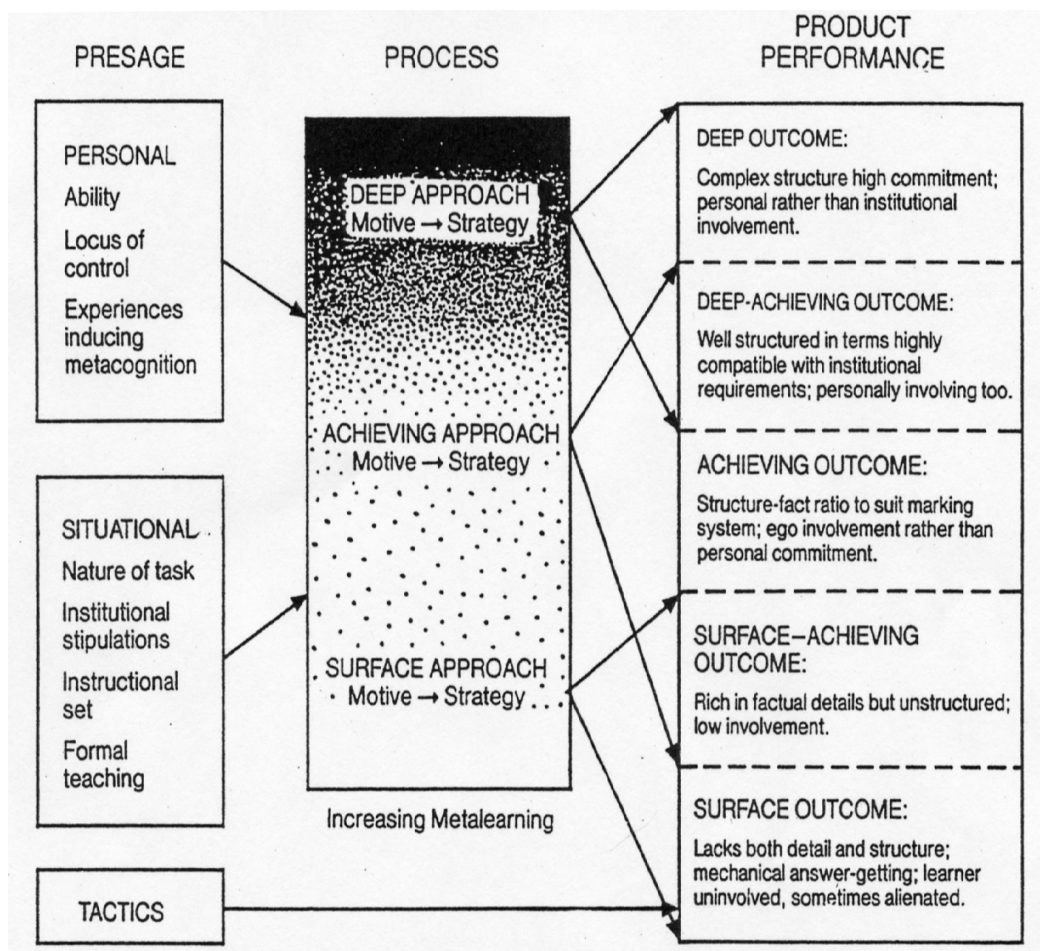 PRESAGE
PROCESS
PRODUCT
PERFORMANCE
PERSONAL
Ability
Locus of
control
Experiences
inducing
metacognition
SITUATIONAL
Nature of task
Institutional
stipulations
Instructional
set
Formal
teaching
TACTICS
DEEP APPROACH
Motive → Strategy
ACHIEVING APPROACH
Motive → Strategy
SURFACE APPROACH
Motive → Strategy
Increasing Metalearning
DEEP OUTCOME:
Complex structure high commitment;
personal rather than institutional
involvement.
DEEP-ACHIEVING OUTCOME:
Well structured in terms highly
compatible with institutional
requirements; personally involving too.
ACHIEVING OUTCOME:
Structure-fact ratio to suit marking
system; ego involvement rather than
personal commitment.
SURFACE–ACHIEVING
OUTCOME:
Rich in factual details but unstructured;
low involvement.
SURFACE OUTCOME:
Lacks both detail and structure;
mechanical answer-getting; learner
uninvolved, sometimes alienated.